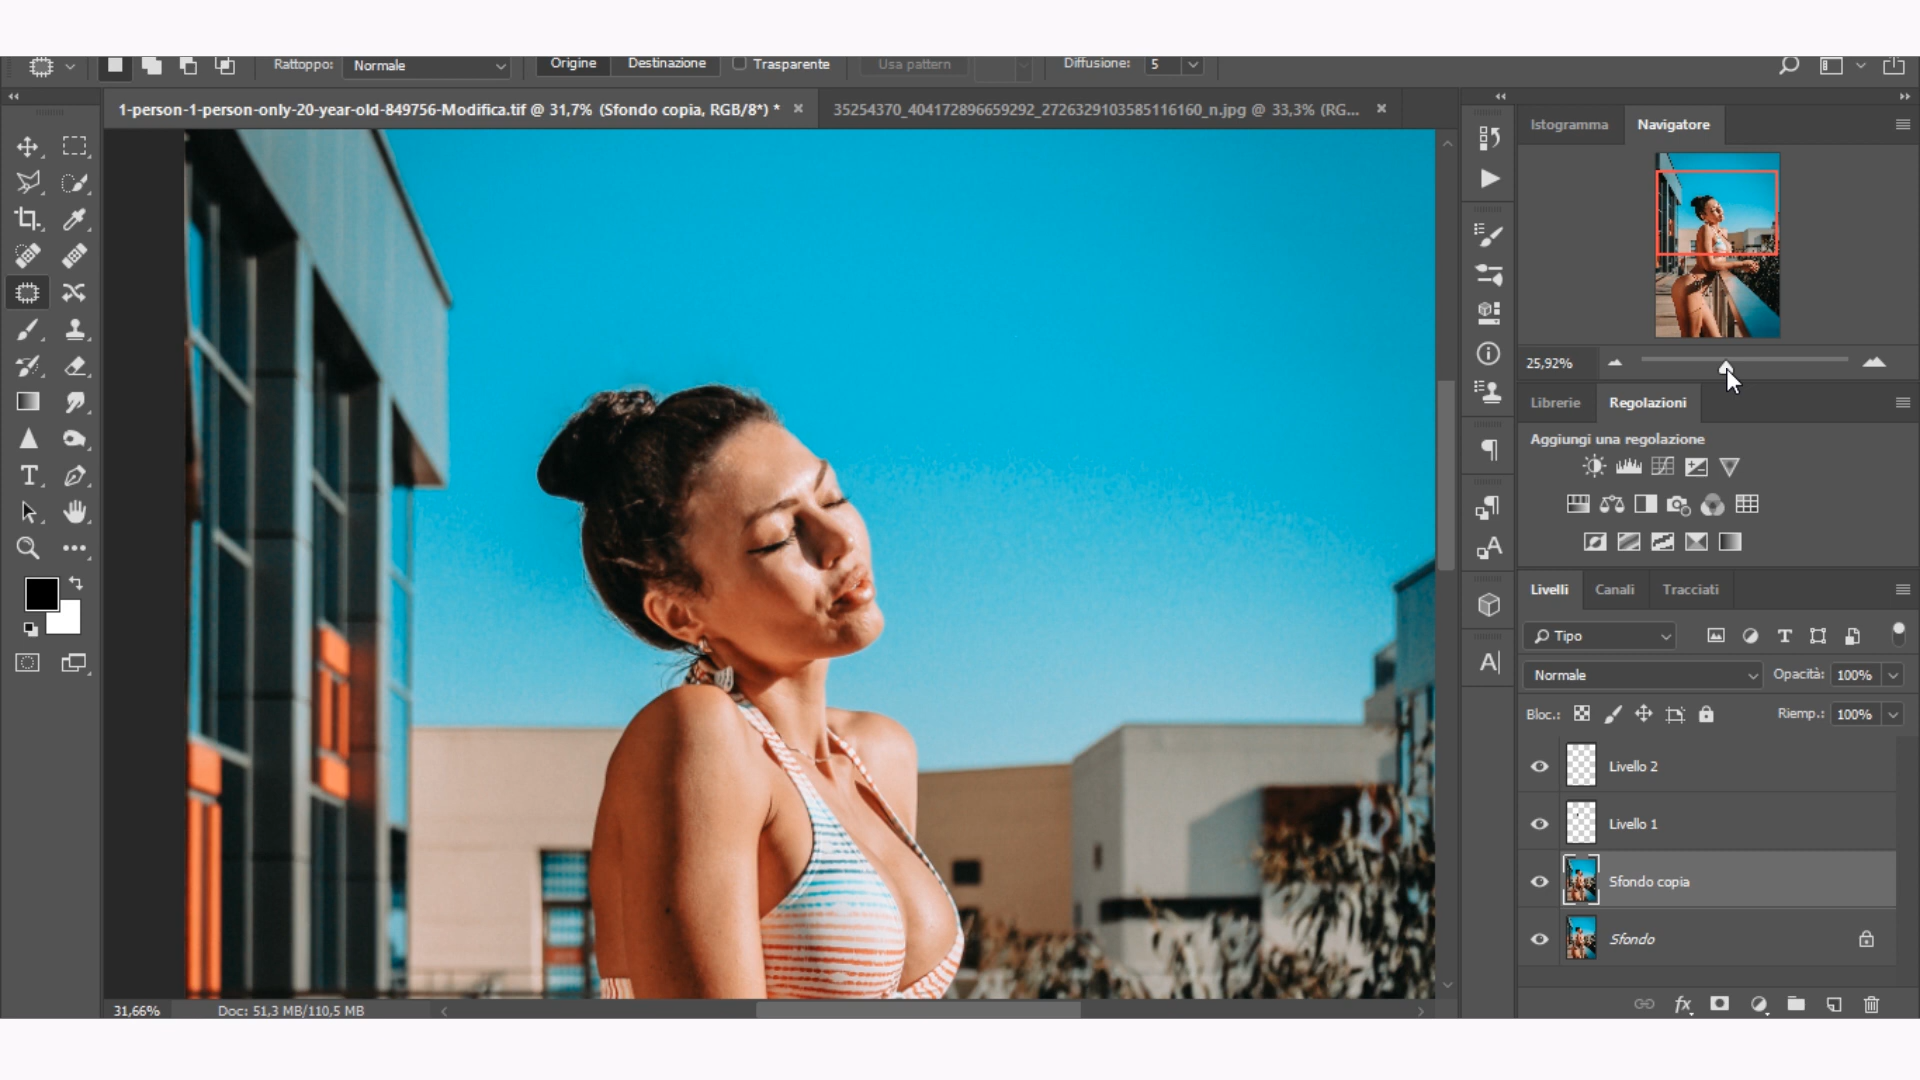 Rattoppo:
Normale
Origine
Destinazione
Trasparente
Usa pattern
Diffusione:
5
1-person-1-person-only-20-year-old-849756-Modifica.tif @ 31,7% (Sfondo copia, RGB/8*) *
35254370_404172896659292_2726329103585116160_n.jpg @ 33,3% (RG...
Istogramma
Navigatore
25,92%
Librerie
Regolazioni
Aggiungi una regolazione
Livelli
Canali
Tracciati
Tipo
Normale
Opacità:
100%
Bloc.:
Riemp.:
100%
Livello 2
Livello 1
Sfondo copia
Sfondo
31,66%
Doc: 51,3 MB/110,5 MB